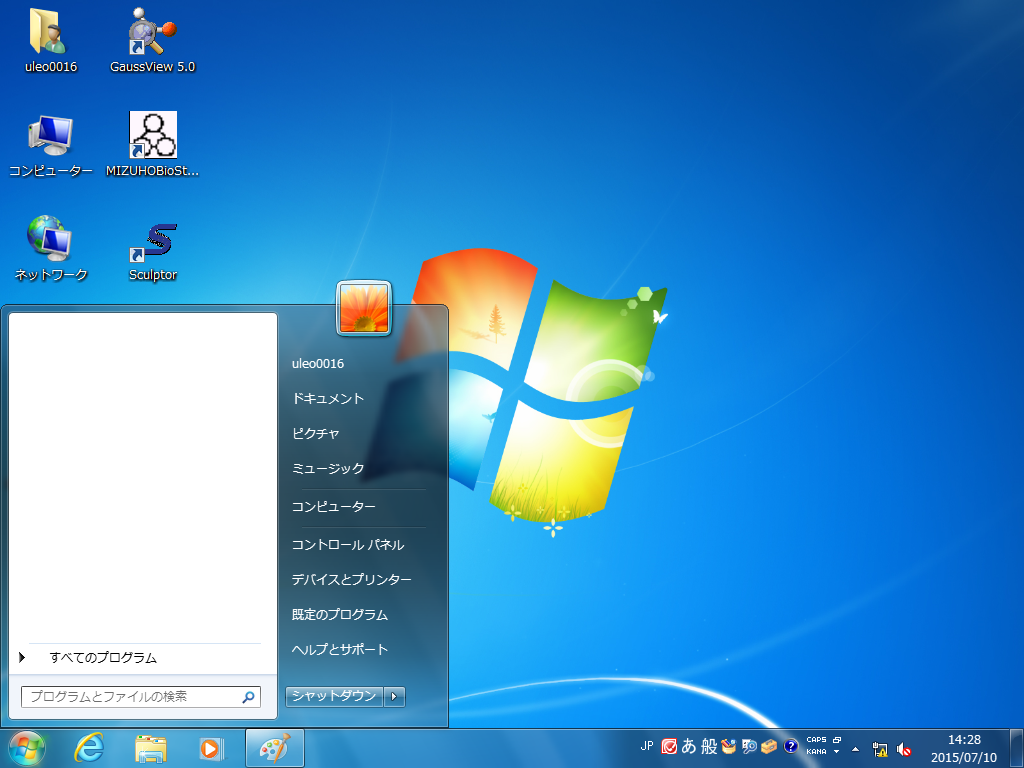 uleo0016
GaussView 5.0
コンピューター
MIZUHOBioSt...
ネットワーク
Sculptor
uleo0016
ドキュメント
ピクチャ
ミュージック
コンピューター
コントロール パネル
デバイスとプリンター
既定のプログラム
ヘルプとサポート
すべてのプログラム
プログラムとファイルの検索
シャットダウン
JP あ 般 CAPS
KANA
14:28
2015/07/10